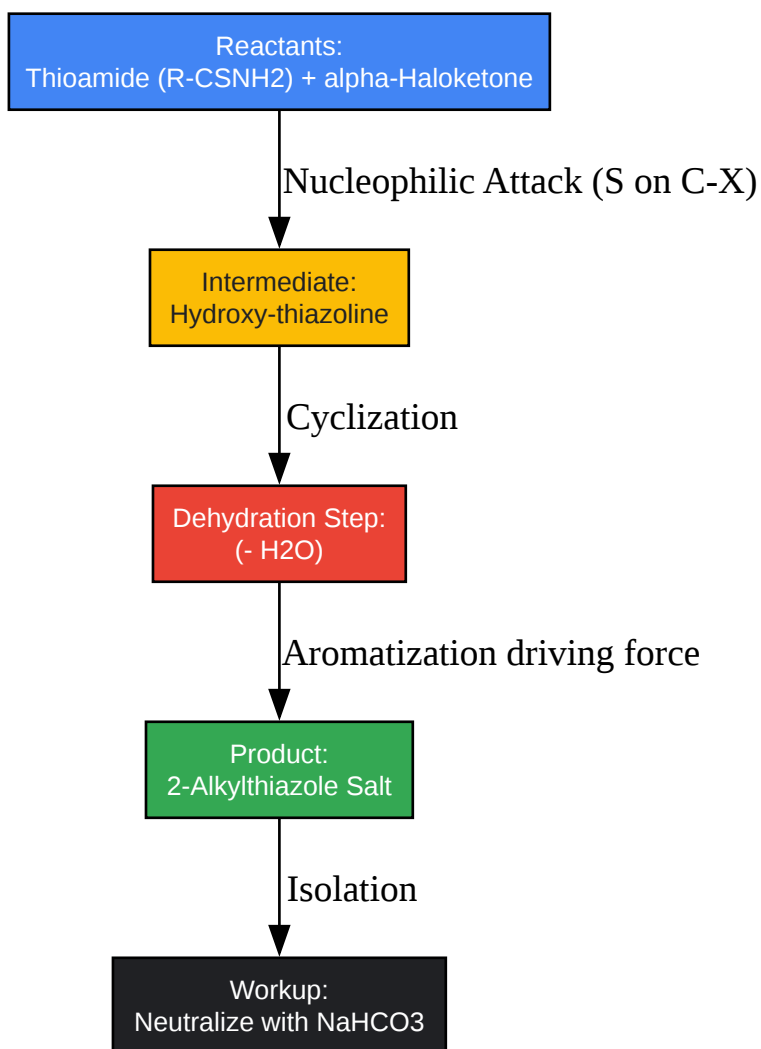 Reactants:
Thioamide (R-CSNH2) + alpha-Haloketone
Nucleophilic Attack (S on C-X)
Intermediate:
Hydroxy-thiazoline
Cyclization
Dehydration Step:
(- H2O)
Aromatization driving force
Product:
2-Alkylthiazole Salt
Isolation
Workup:
Neutralize with NaHCO3